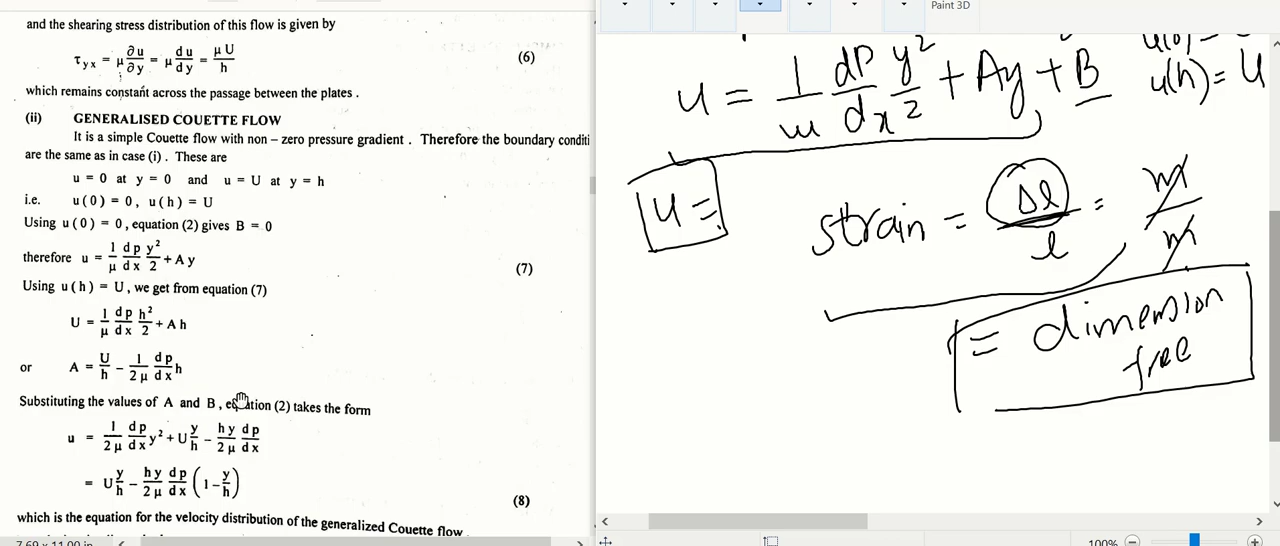 and the shearing stress distribution of this flow is given by
τyx = μ ∂u/∂y = μ du/dy = μU/h (6)
which remains constant across the passage between the plates .
(ii) GENERALISED COUETTE FLOW
It is a simple Couette flow with non – zero pressure gradient . Therefore the boundary conditi
are the same as in case (i) . These are
u = 0 at y = 0 and u = U at y = h
i.e. u(0) = 0 , u(h) = U
Using u(0) = 0 , equation (2) gives B = 0
therefore u = 1/μ dp/dx y²/2 + Ay (7)
Using u(h) = U , we get from equation (7)
U = 1/μ dp/dx h²/2 + Ah
or A = U/h – 1/2μ dp/dx h
Substituting the values of A and B , equation (2) takes the form
u = 1/2μ dp/dx y² + U y/h – hy/2μ dp/dx
= U y/h – hy/2μ dp/dx (1 – y/h) (8)
which is the equation for the velocity distribution of the generalized Couette flow
7.69 x 11.00 in
Paint 3D
u = 1/μ dP/dx y²/2 + Ay + B
u(h) = U
u =
strain = Δl/l = m/m
= dimension
free
100%